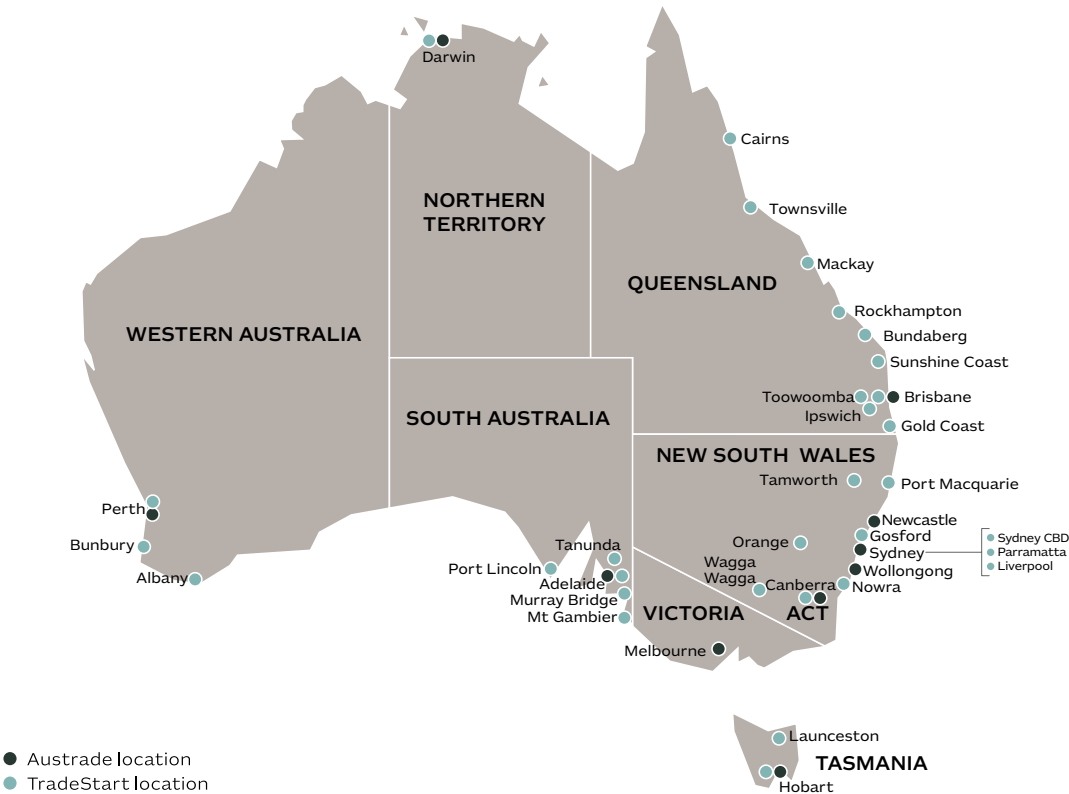 Darwin
Cairns
NORTHERN
TERRITORY
Townsville
Mackay
QUEENSLAND
Rockhampton
WESTERN AUSTRALIA
Bundaberg
Sunshine Coast
Toowoomba
Brisbane
Ipswich
SOUTH AUSTRALIA
Gold Coast
NEW SOUTH WALES
Tamworth
Port Macquarie
Perth
Newcastle
Gosford
Sydney CBD
Parramatta
Liverpool
Bunbury
Tanunda
Orange
Sydney
Wagga
Wagga
Port Lincoln
Albany
Adelaide
Canberra
Wollongong
Nowra
Murray Bridge
Mt Gambier
VICTORIA
ACT
Melbourne
Launceston
TASMANIA
Hobart
Austrade location
TradeStart location